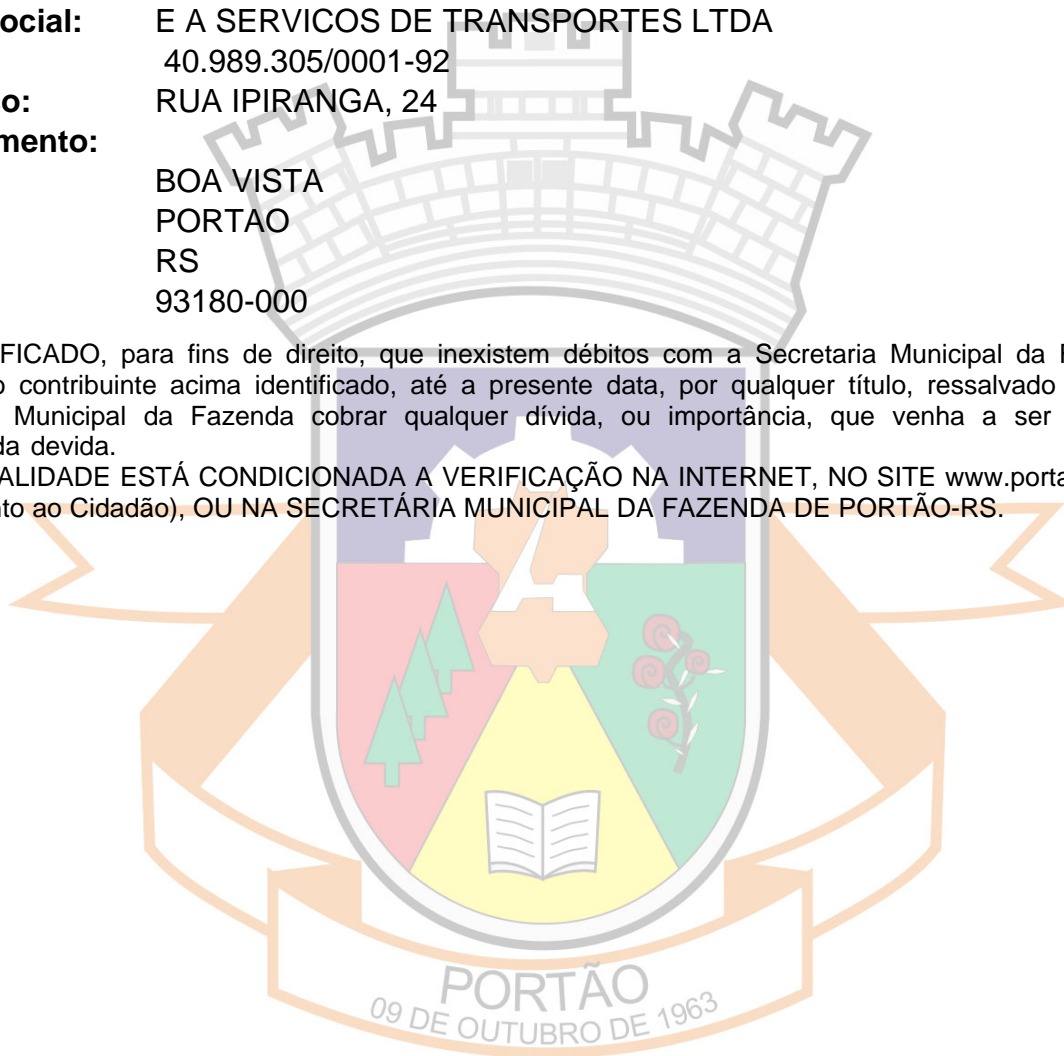 ocial: E A SERVICOS DE TRANSPORTES LTDA
40.989.305/0001-92
o: RUA IPIRANGA, 24
mento:
BOA VISTA
PORTAO
RS
93180-000
FICADO, para fins de direito, que inexistem débitos com a Secretaria Municipal da
o contribuinte acima identificado, até a presente data, por qualquer título, ressalvado
Municipal da Fazenda cobrar qualquer dívida, ou importância, que venha a ser
da devida.
ALIDADE ESTÁ CONDICIONADA A VERIFICAÇÃO NA INTERNET, NO SITE www.porta
nto ao Cidadão), OU NA SECRETÁRIA MUNICIPAL DA FAZENDA DE PORTÃO-RS.
PORTÃO
09 DE OUTUBRO DE 1963